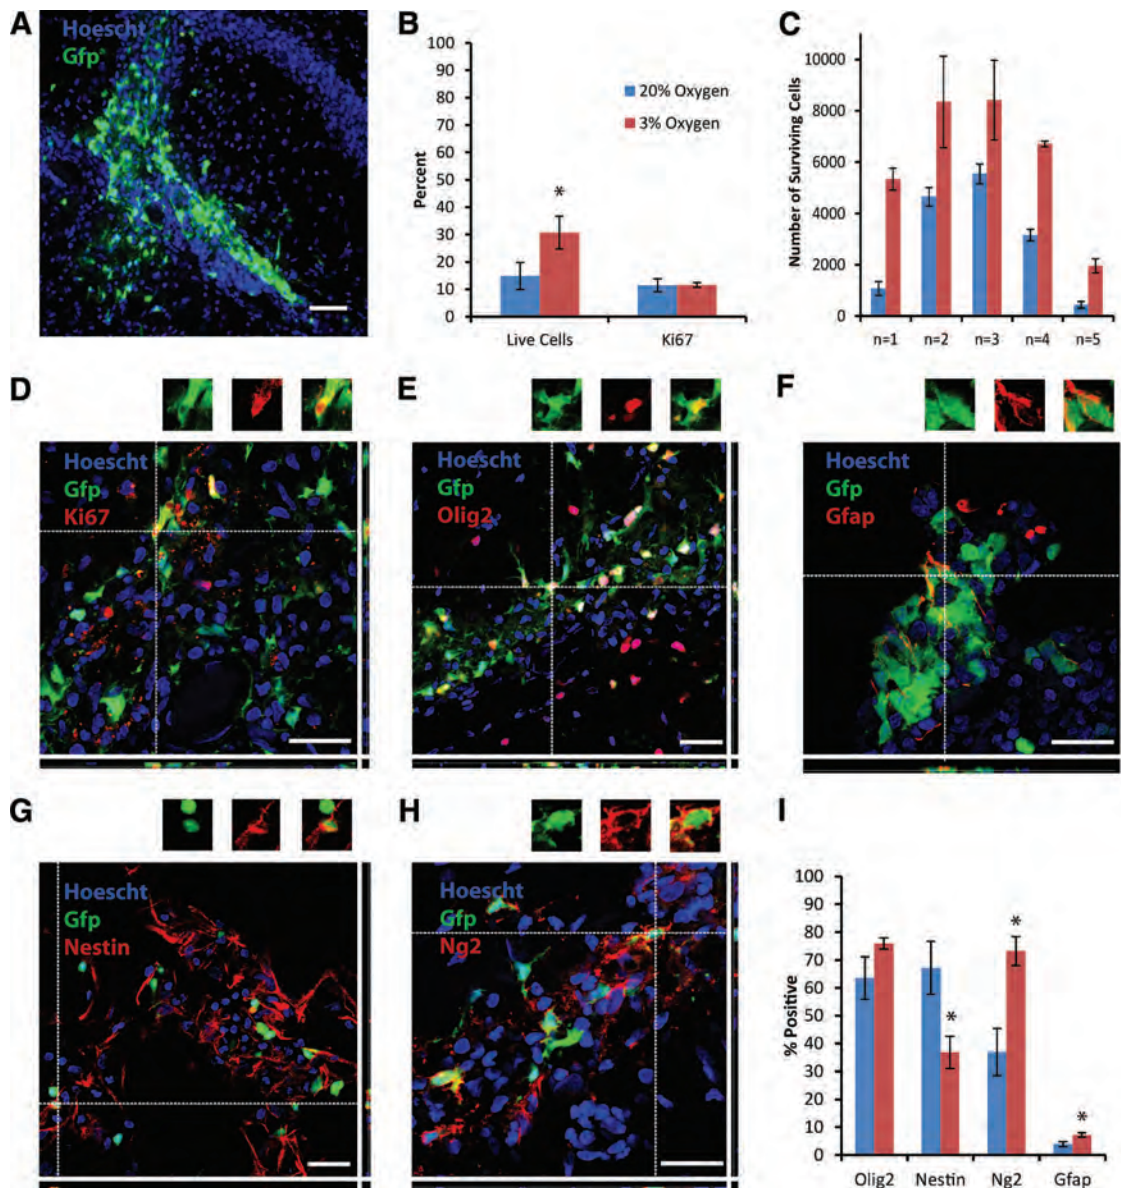 A
Hoescht
Gfp
B
100
90
80
70
60
50
40
30
20
10
0
Percent
*
20% Oxygen
3% Oxygen
Live Cells
Ki67
C
10000
8000
6000
4000
2000
0
Number of Surviving Cells
n=1
n=2
n=3
n=4
n=5
D
Hoescht
Gfp
Ki67
E
Hoescht
Gfp
Olig2
F
Hoescht
Gfp
Gfap
G
Hoescht
Gfp
Nestin
H
Hoescht
Gfp
Ng2
I
100
90
80
70
60
50
40
30
20
10
0
% Positive
*
*
*
Olig2
Nestin
Ng2
Gfap